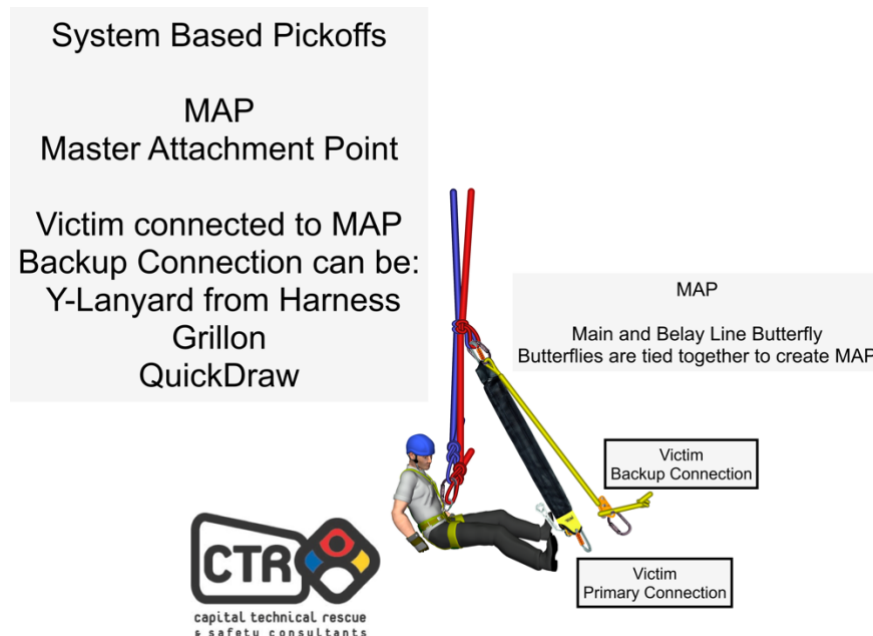 System Based Pickoffs
MAP
Master Attachment Point
Victim connected to MAP
Backup Connection can be:
Y-Lanyard from Harness
Grillon
QuickDraw
MAP
Main and Belay Line Butterfly
Butterflies are tied together to create MAP
Victim
Backup Connection
Victim
Primary Connection
CTR
capital technical rescue
& safety consultants